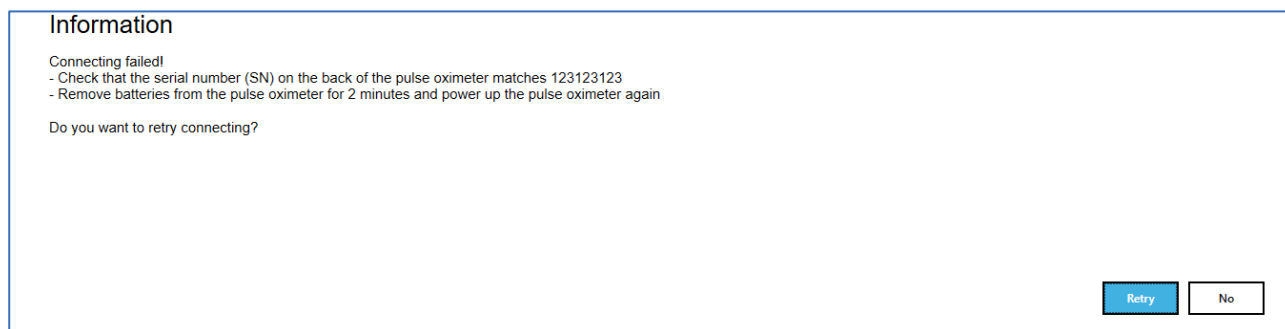 Information
Connecting failed!
- Check that the serial number (SN) on the back of the pulse oximeter matches 123123123
- Remove batteries from the pulse oximeter for 2 minutes and power up the pulse oximeter again
Do you want to retry connecting?
Retry No